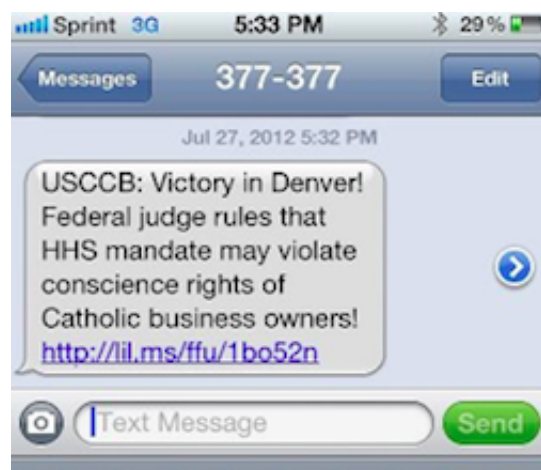 Sprint 3G 5:33 PM 29%
Messages 377-377 Edit
Jul 27, 2012 5:32 PM
USCCB: Victory in Denver!
Federal judge rules that
HHS mandate may violate
conscience rights of
Catholic business owners!
http://lil.ms/ffu/1bo52n
Text Message Send